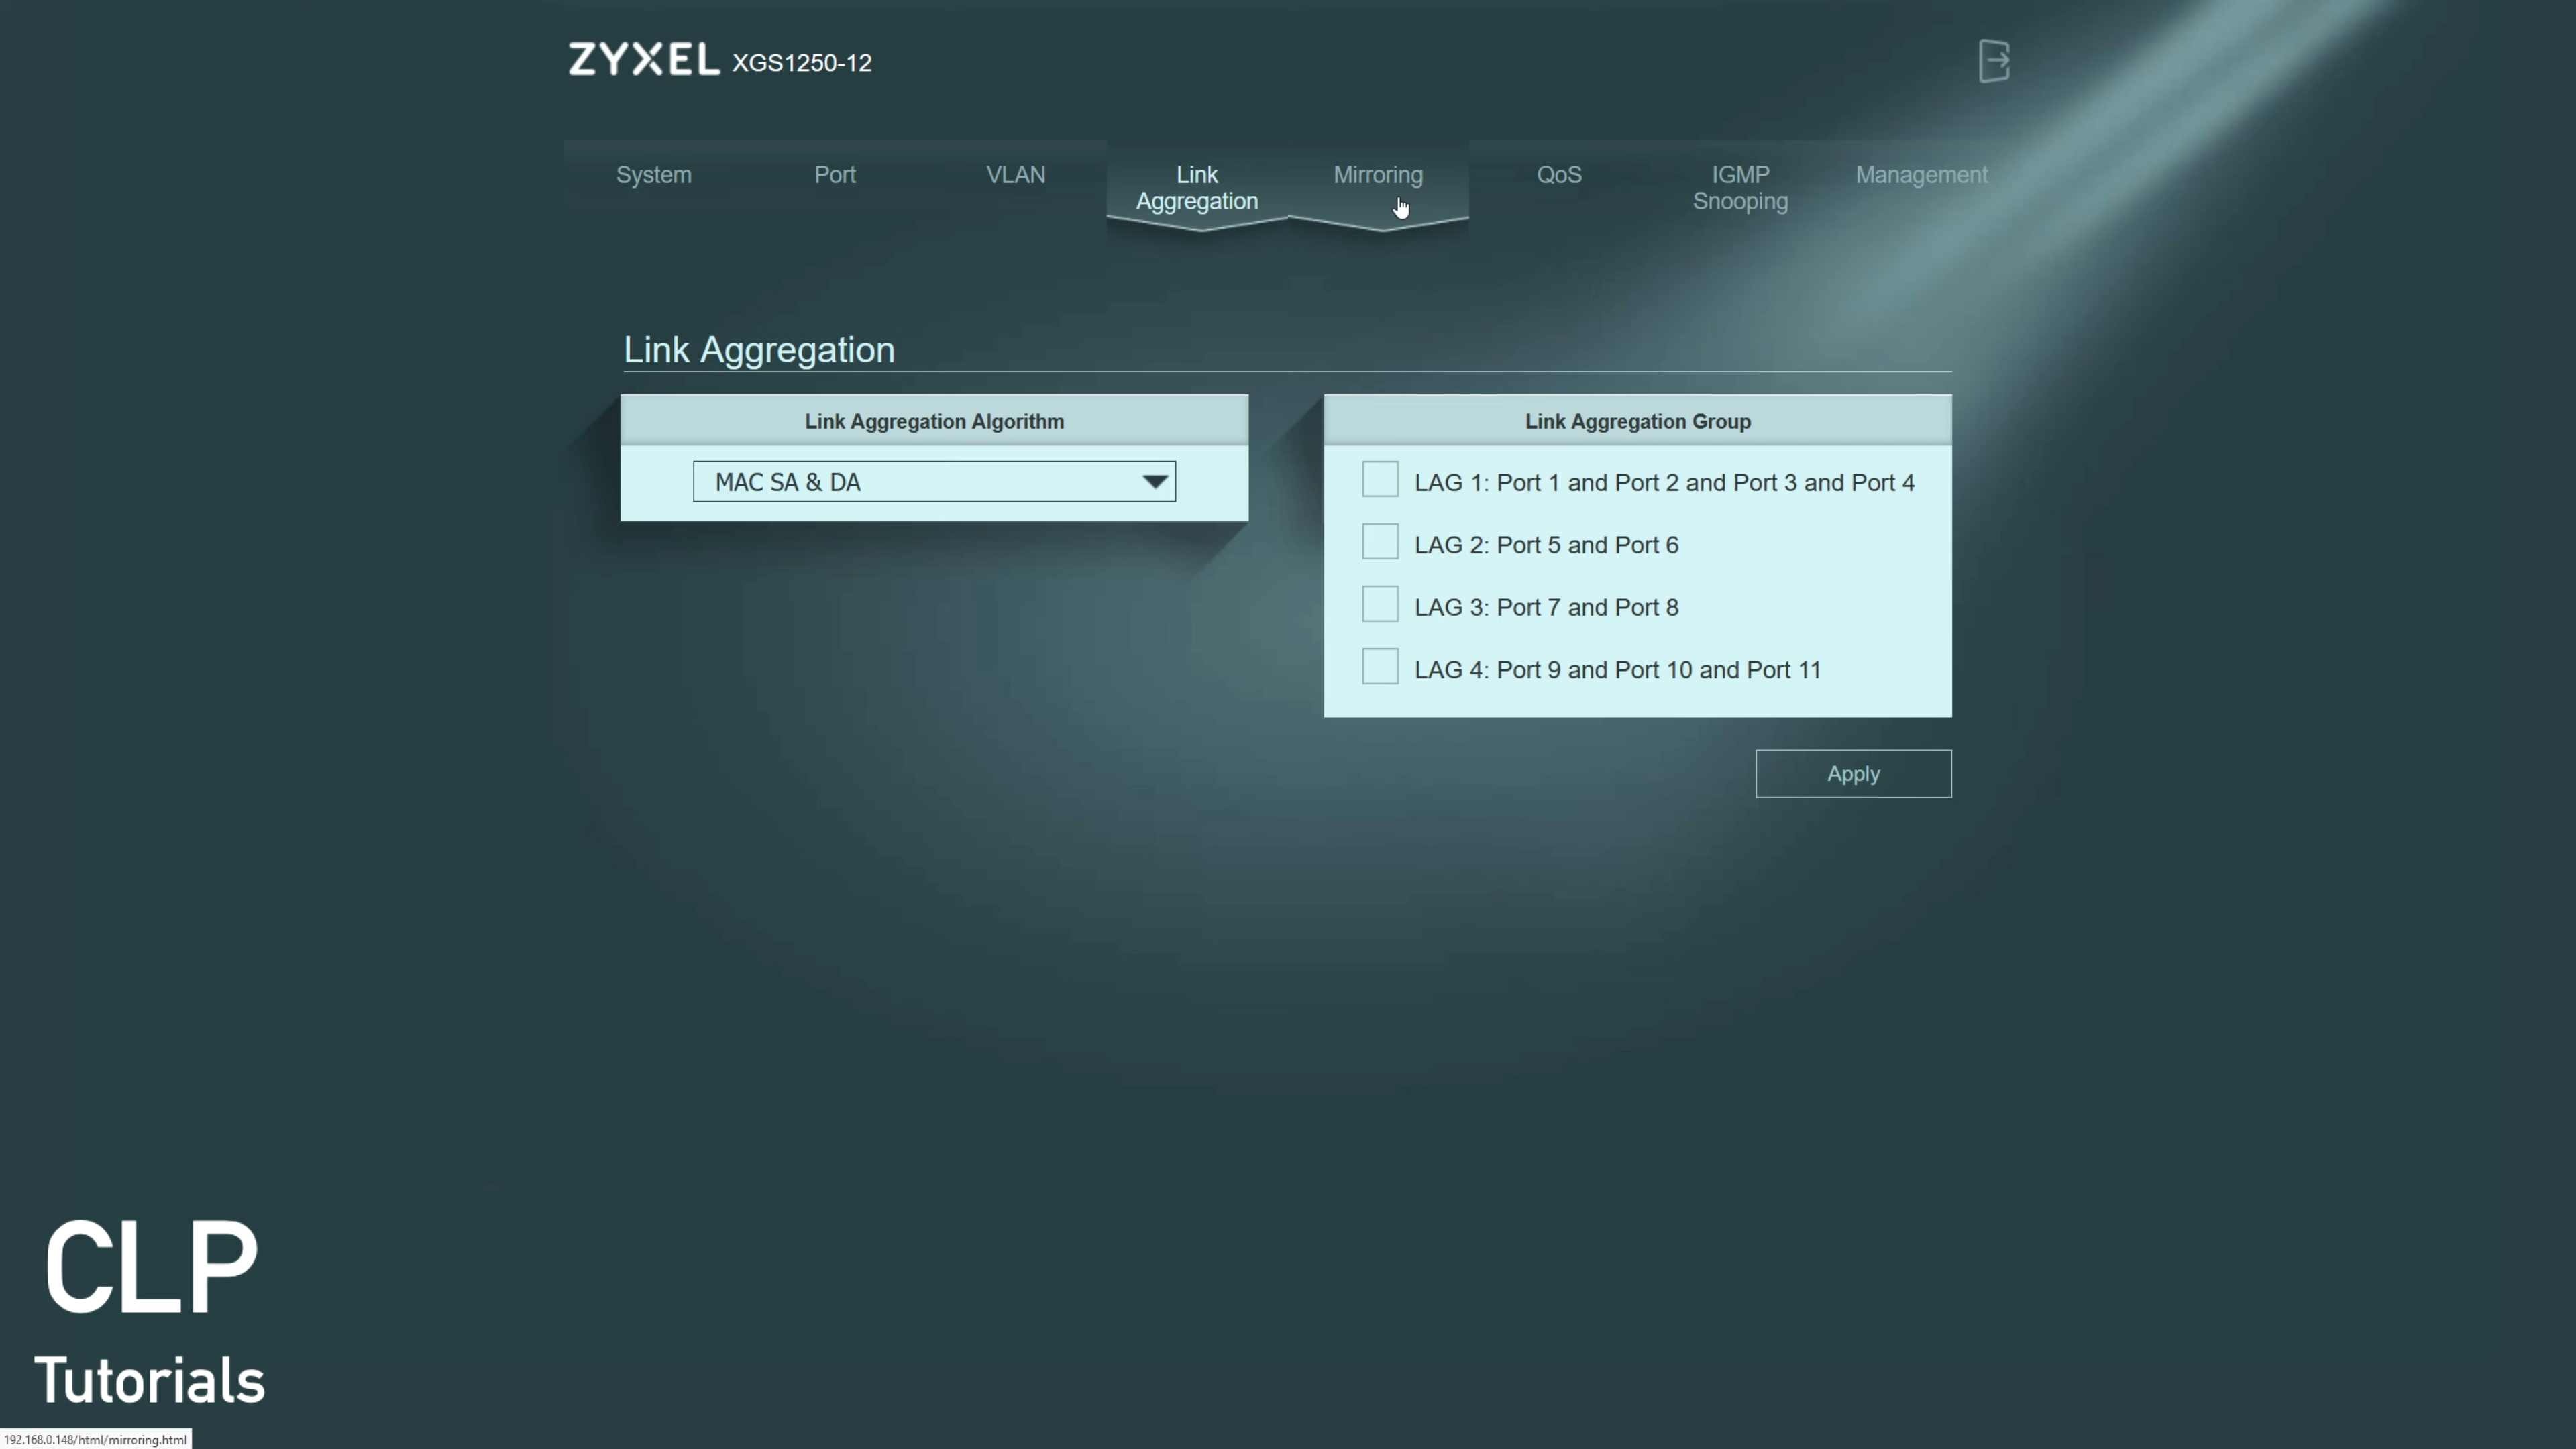 ZYXEL XGS1250-12
System
Port
VLAN
Link
Aggregation
Mirroring
QoS
IGMP
Snooping
Management
Link Aggregation
Link Aggregation Algorithm
MAC SA & DA
Link Aggregation Group
LAG 1: Port 1 and Port 2 and Port 3 and Port 4
LAG 2: Port 5 and Port 6
LAG 3: Port 7 and Port 8
LAG 4: Port 9 and Port 10 and Port 11
Apply
CLP
Tutorials
192.168.0.148/html/mirroring.html